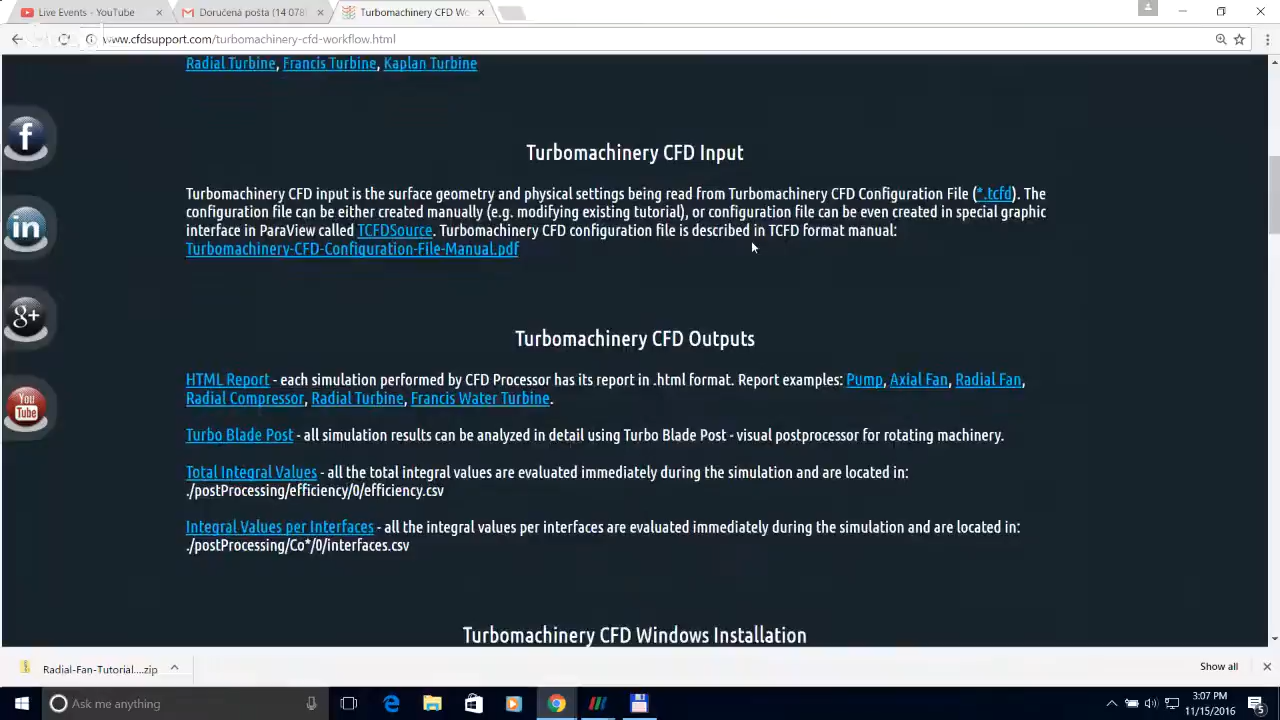 Live Events - YouTube
Doručená pošta (14 078)
Turbomachinery CFD Wo
www.cfdsupport.com/turbomachinery-cfd-workflow.html
Radial Turbine, Francis Turbine, Kaplan Turbine
Turbomachinery CFD Input
Turbomachinery CFD input is the surface geometry and physical settings being read from Turbomachinery CFD Configuration File (*.tcfd). The
configuration file can be either created manually (e.g. modifying existing tutorial), or configuration file can be even created in special graphic
interface in ParaView called TCFDSource. Turbomachinery CFD configuration file is described in TCFD format manual:
Turbomachinery-CFD-Configuration-File-Manual.pdf
f
in
g+
You
Tube
Turbomachinery CFD Outputs
HTML Report - each simulation performed by CFD Processor has its report in .html format. Report examples: Pump, Axial Fan, Radial Fan,
Radial Compressor, Radial Turbine, Francis Water Turbine.
Turbo Blade Post - all simulation results can be analyzed in detail using Turbo Blade Post - visual postprocessor for rotating machinery.
Total Integral Values - all the total integral values are evaluated immediately during the simulation and are located in:
./postProcessing/efficiency/0/efficiency.csv
Integral Values per Interfaces - all the integral values per interfaces are evaluated immediately during the simulation and are located in:
./postProcessing/Co*/0/interfaces.csv
Turbomachinery CFD Windows Installation
Radial-Fan-Tutorial....zip
Show all
Ask me anything
3:07 PM
11/15/2016
5